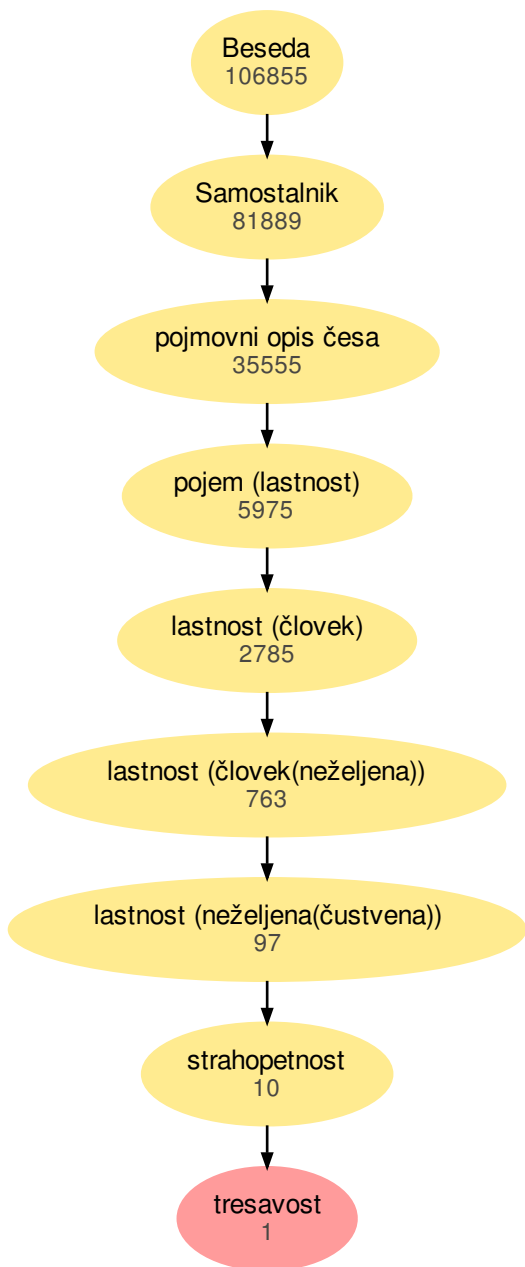 Beseda
106855
Samostalnik
81889
pojmovni opis česa
35555
pojem (lastnost)
5975
lastnost (človek)
2785
lastnost (človek(neželjena))
763
lastnost (neželjena(čustvena))
97
strahopetnost
10
tresavost
1